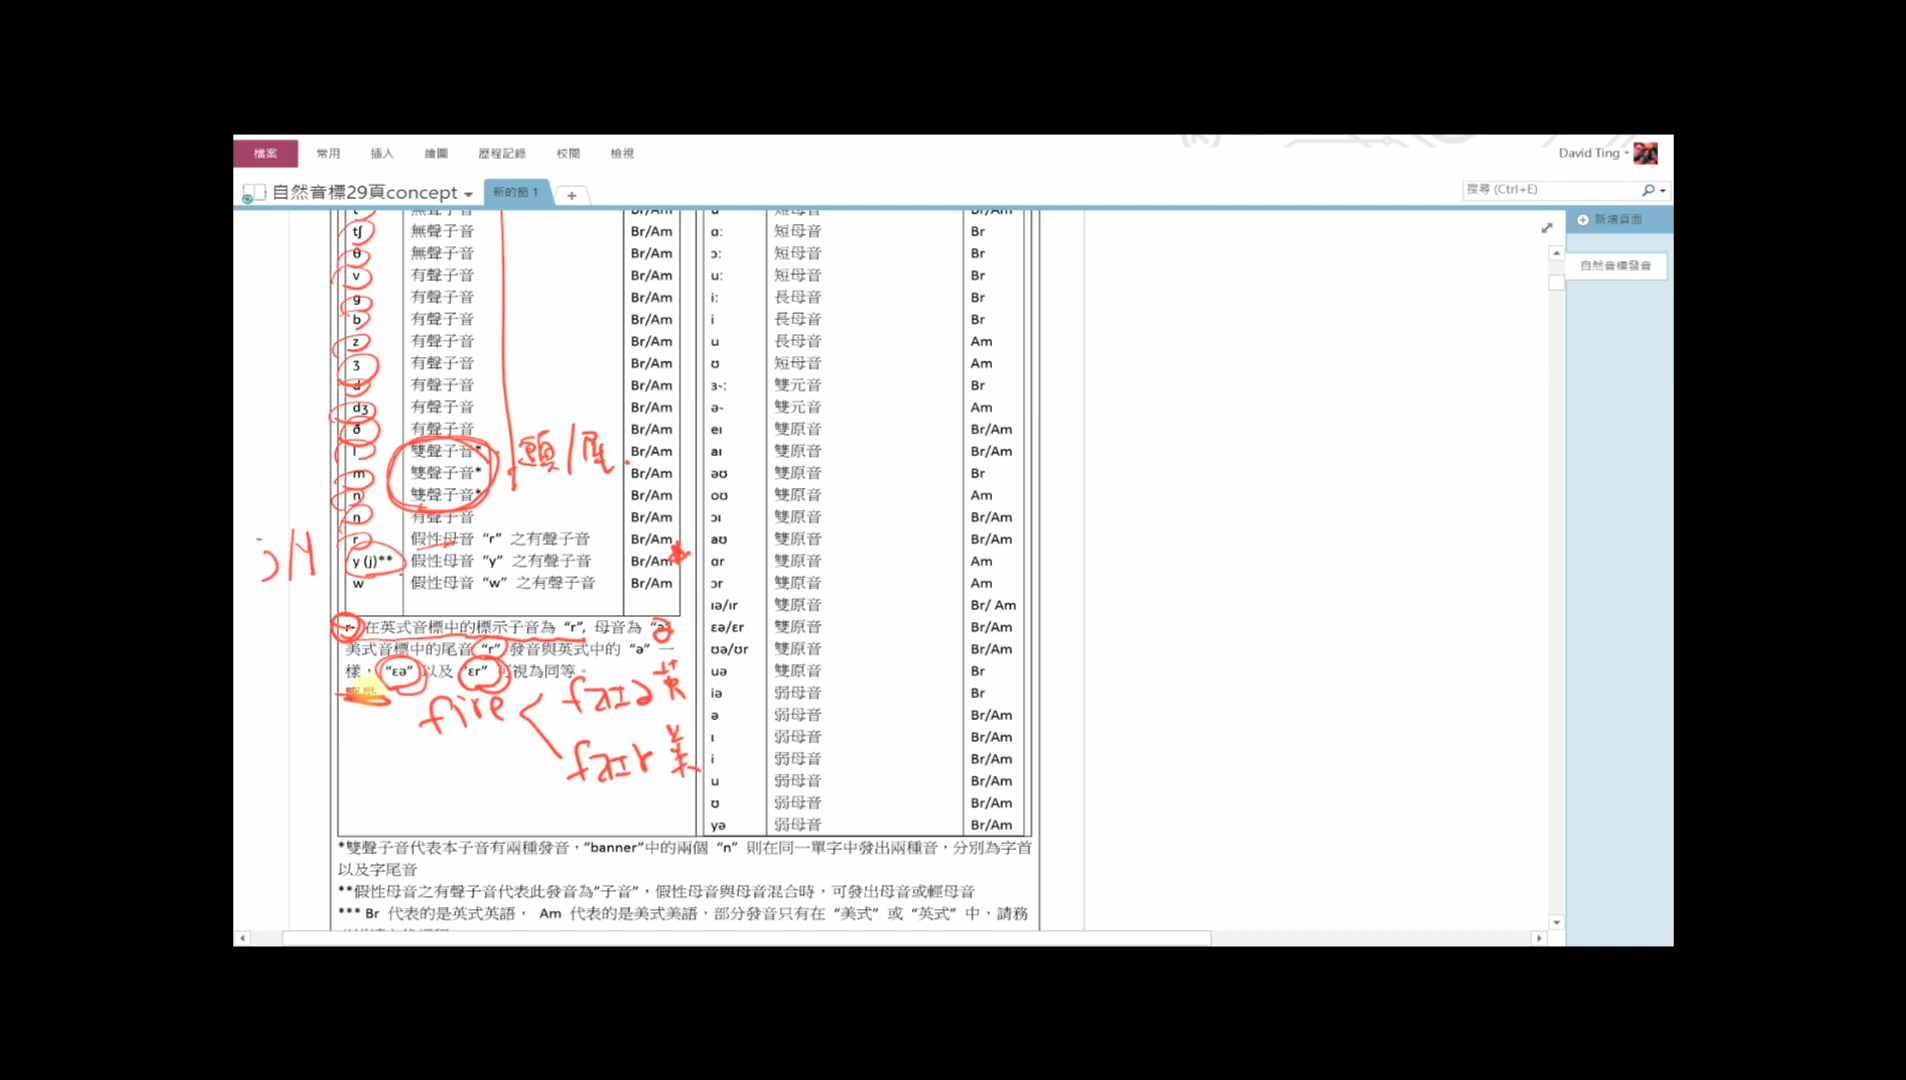 檔案 常用 插入 繪圖 歷程記錄 校閱 檢視 David Ting
自然音標29頁concept 新的節 1 + 搜尋 (Ctrl+E)
新增頁面
自然音標發音
tʃ 無聲子音 Br/Am
θ 無聲子音 Br/Am
v 有聲子音 Br/Am
g 有聲子音 Br/Am
b 有聲子音 Br/Am
z 有聲子音 Br/Am
ʒ 有聲子音 Br/Am
d 有聲子音 Br/Am
dʒ 有聲子音 Br/Am
ð 有聲子音 Br/Am
l 雙聲子音* Br/Am
m 雙聲子音* Br/Am
n 雙聲子音* Br/Am
n 有聲子音 Br/Am
r 假性母音 “r” 之有聲子音 Br/Am
y (j)** 假性母音 “y” 之有聲子音 Br/Am
w 假性母音 “w” 之有聲子音 Br/Am
頭/尾
j/y
r- 在英式音標中的標示子音為 “r”, 母音為 “ə
美式音標中的尾音 “r” 發音與英式中的 “ə” 一
樣， “ɛə” 以及 “ɛr” 可視為同等。
fire
faɪə英
faɪr 美
ɑ: 短母音 Br
ɔ: 短母音 Br
u: 短母音 Br
i: 長母音 Br
i 長母音 Br
u 長母音 Am
ʊ 短母音 Am
ɝ: 雙元音 Br
ɚ 雙元音 Am
eɪ 雙原音 Br/Am
aɪ 雙原音 Br/Am
əʊ 雙原音 Br
oʊ 雙原音 Am
ɔɪ 雙原音 Br/Am
aʊ 雙原音 Br/Am
ɑr 雙原音 Am
ɔr 雙原音 Am
ɪə/ɪr 雙原音 Br/ Am
ɛə/ɛr 雙原音 Br/Am
ʊə/ʊr 雙原音 Br/Am
uə 雙原音 Br
iə 弱母音 Br
ə 弱母音 Br/Am
ɪ 弱母音 Br/Am
i 弱母音 Br/Am
u 弱母音 Br/Am
ʊ 弱母音 Br/Am
yə 弱母音 Br/Am
*雙聲子音代表本子音有兩種發音，”banner”中的兩個 “n” 則在同一單字中發出兩種音，分別為字首
以及字尾音
**假性母音之有聲子音代表此發音為”子音”，假性母音與母音混合時，可發出母音或輕母音
*** Br 代表的是英式英語， Am 代表的是美式美語，部分發音只有在 “美式” 或 “英式” 中，請務